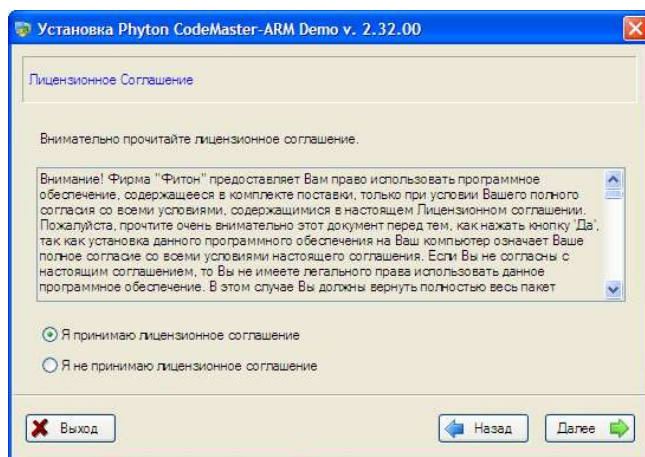 Установка Phyton CodeMaster-ARM Demo v. 2.32.00
Лицензионное Соглашение
Внимательно прочитайте лицензионное соглашение.
Внимание! Фирма "Фитон" предоставляет Вам право использовать программное
обеспечение, содержащееся в комплекте поставки, только при условии Вашего полного
согласия со всеми условиями, содержащимися в настоящем Лицензионном соглашении.
Пожалуйста, прочтите очень внимательно этот документ перед тем, как нажать кнопку 'Да',
так как установка данного программного обеспечения на Ваш компьютер означает Ваше
полное согласие со всеми условиями настоящего соглашения. Если Вы не согласны с
настоящим соглашением, то Вы не имеете легального права использовать данное
программное обеспечение. В этом случае Вы должны вернуть полностью весь пакет
Я принимаю лицензионное соглашение
Я не принимаю лицензионное соглашение
Выход
Назад
Далее